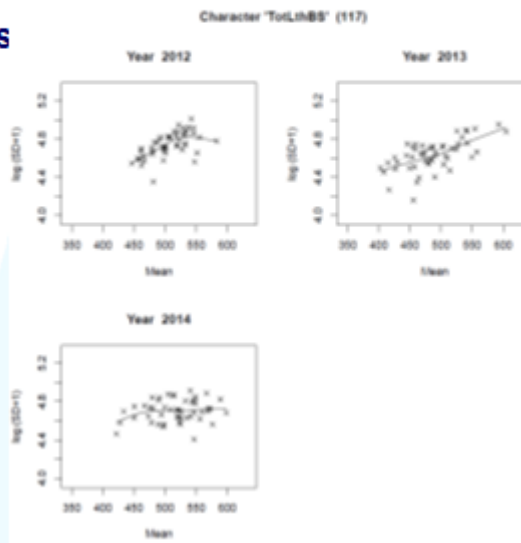 Character 'TotLthBS' (117)
s
Year 2012
Year 2013
log (SD+1)
4.0 4.4 4.8 5.2
350 400 450 500 550 600
Mean
log (SD+1)
4.0 4.4 4.8 5.2
350 400 450 500 550 600
Mean
Year 2014
log (SD+1)
4.0 4.4 4.8 5.2
350 400 450 500 550 600
Mean